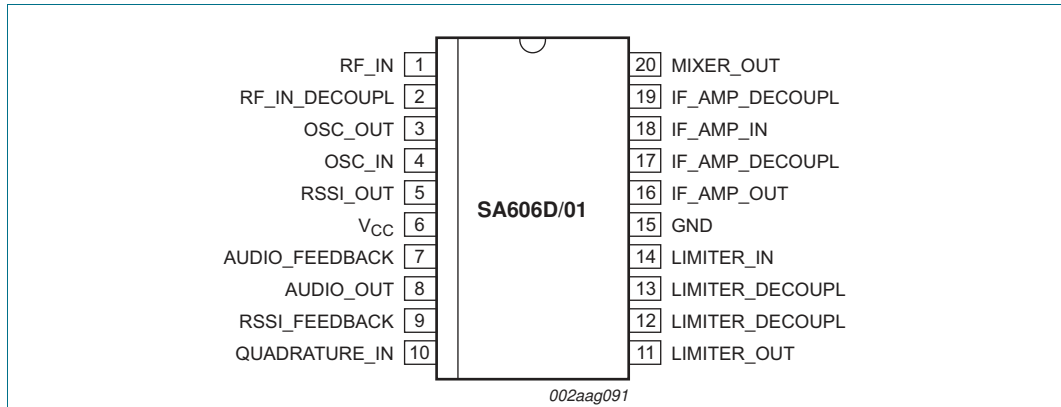 RF_IN 1
RF_IN_DECOUPL 2
OSC_OUT 3
OSC_IN 4
RSSI_OUT 5
VCC 6
AUDIO_FEEDBACK 7
AUDIO_OUT 8
RSSI_FEEDBACK 9
QUADRATURE_IN 10
SA606D/01
20 MIXER_OUT
19 IF_AMP_DECOUPL
18 IF_AMP_IN
17 IF_AMP_DECOUPL
16 IF_AMP_OUT
15 GND
14 LIMITER_IN
13 LIMITER_DECOUPL
12 LIMITER_DECOUPL
11 LIMITER_OUT
002aag091